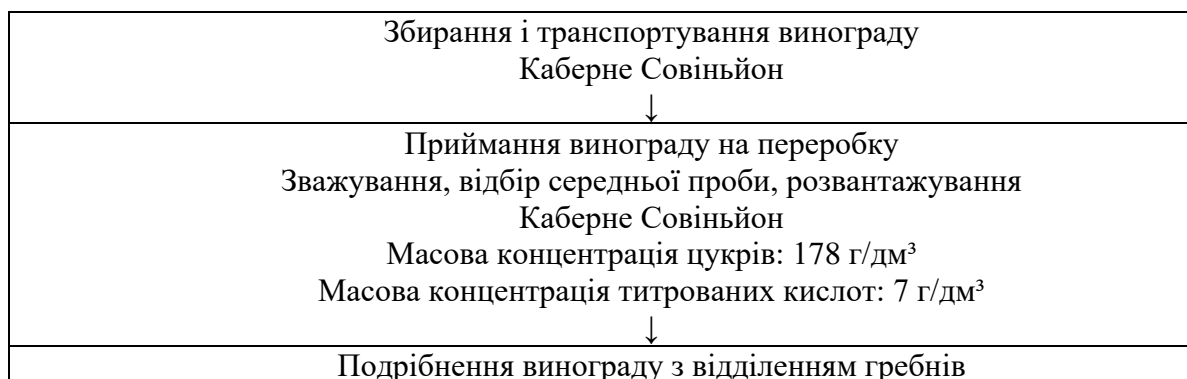 Збирання і транспортування винограду
Каберне Совіньйон
↓
Приймання винограду на переробку
Зважування, відбір середньої проби, розвантажування
Каберне Совіньйон
Масова концентрація цукрів: 178 г/дм³
Масова концентрація титрованих кислот: 7 г/дм³
↓
Подрібнення винограду з відділенням гребнів